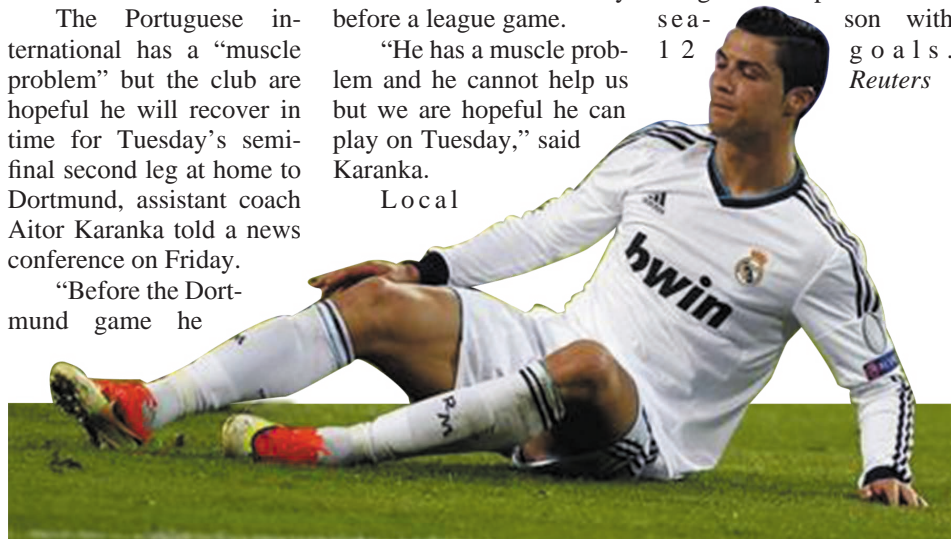 The Portuguese in-
ternational has a “muscle
problem” but the club are
hopeful he will recover in
time for Tuesday’s semi-
final second leg at home to
Dortmund, assistant coach
Aitor Karanka told a news
conference on Friday.
“Before the Dort-
mund game he
before a league game.
“He has a muscle prob-
lem and he cannot help us
but we are hopeful he can
play on Tuesday,” said
Karanka.
Local
sea- son with
12 goals.
Reuters
bwin
RM